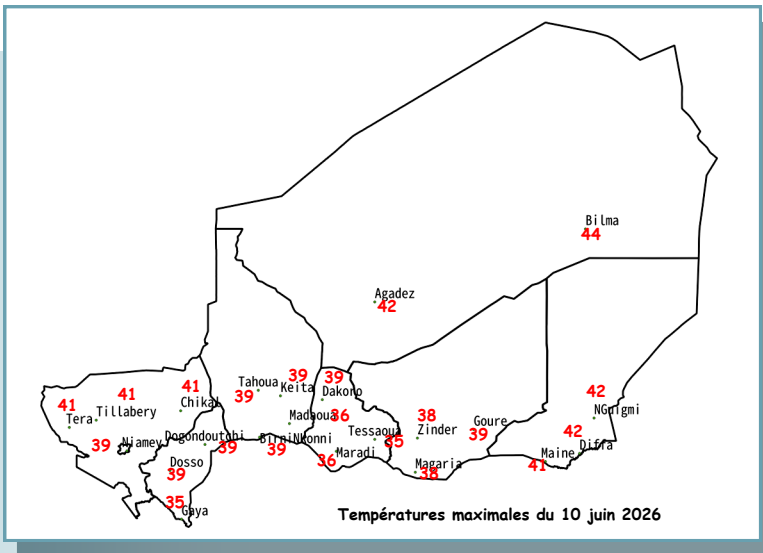 Bilma
44
Agadez
42
39
39
Tahoua
Keita
39
Dakoro
41
41
Chikal
42
NGuigmi
41
Tillabery
Tera
Madaoua
36
38
Zinder
Goure
39
Tessaoua
35
42
Diffa
39
Niamey
Dogondoutchi
39
BirniNkonni
39
Maradi
36
Maine
41
Dosso
39
Magaria
38
35
Gaya
Températures maximales du 10 juin 2026